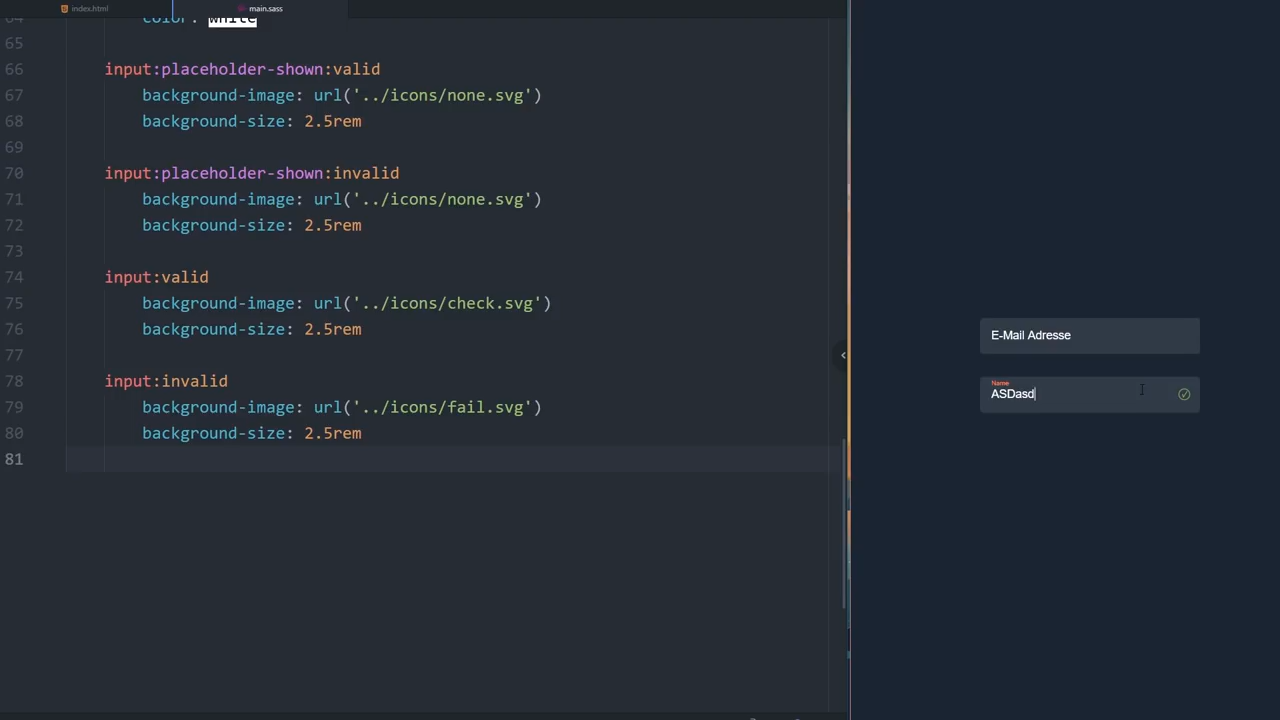 index.html
main.sass
64
color: white
65
66 input:placeholder-shown:valid
67 background-image: url('../icons/none.svg')
68 background-size: 2.5rem
69
70 input:placeholder-shown:invalid
71 background-image: url('../icons/none.svg')
72 background-size: 2.5rem
73
74 input:valid
75 background-image: url('../icons/check.svg')
76 background-size: 2.5rem
77
78 input:invalid
79 background-image: url('../icons/fail.svg')
80 background-size: 2.5rem
81
E-Mail Adresse
Name
ASDasd